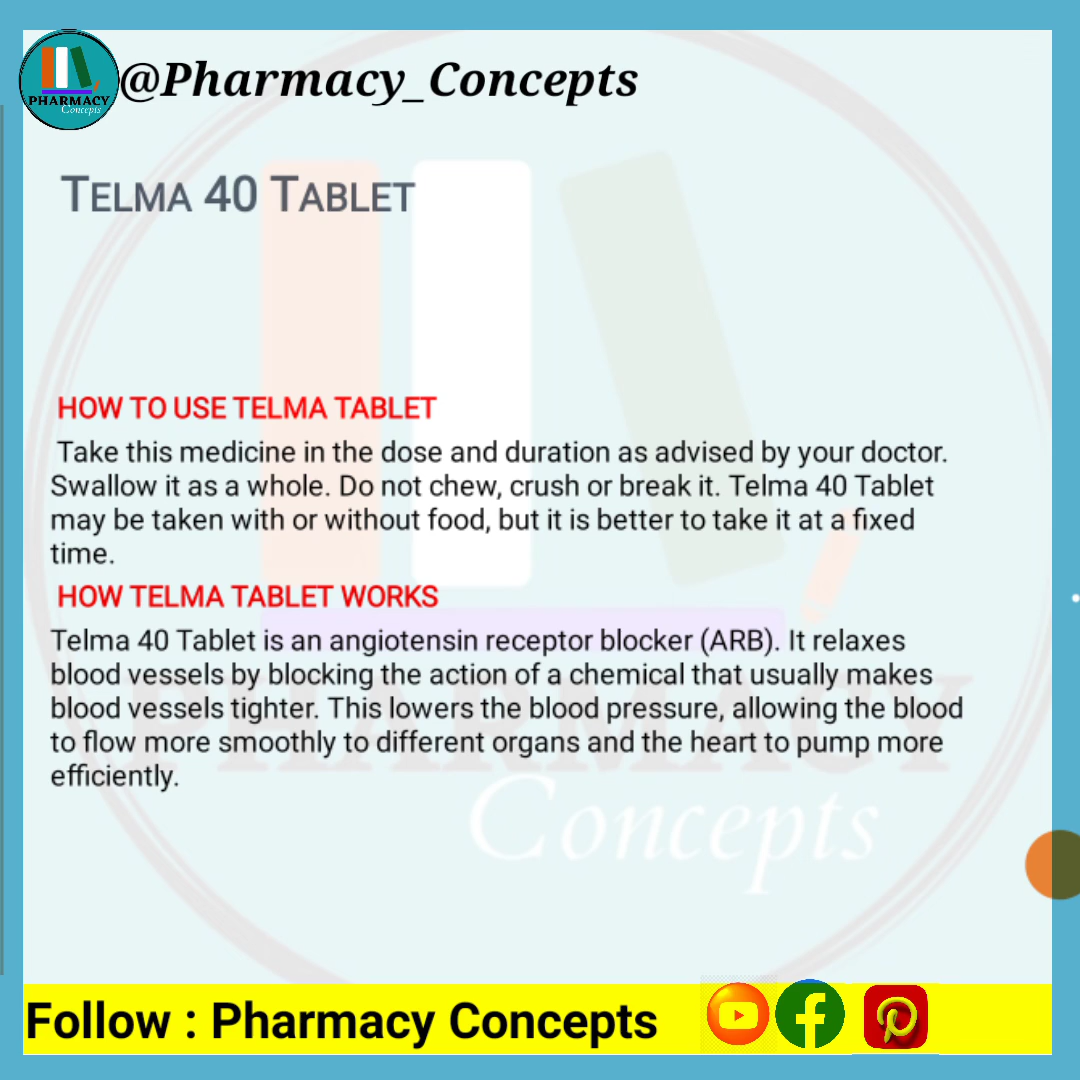 PHARMACY
Concepts
@Pharmacy_Concepts
TELMA 40 TABLET
HOW TO USE TELMA TABLET
Take this medicine in the dose and duration as advised by your doctor.
Swallow it as a whole. Do not chew, crush or break it. Telma 40 Tablet
may be taken with or without food, but it is better to take it at a fixed
time.
HOW TELMA TABLET WORKS
Telma 40 Tablet is an angiotensin receptor blocker (ARB). It relaxes
blood vessels by blocking the action of a chemical that usually makes
blood vessels tighter. This lowers the blood pressure, allowing the blood
to flow more smoothly to different organs and the heart to pump more
efficiently.
PHARMACY
Concepts
Follow : Pharmacy Concepts